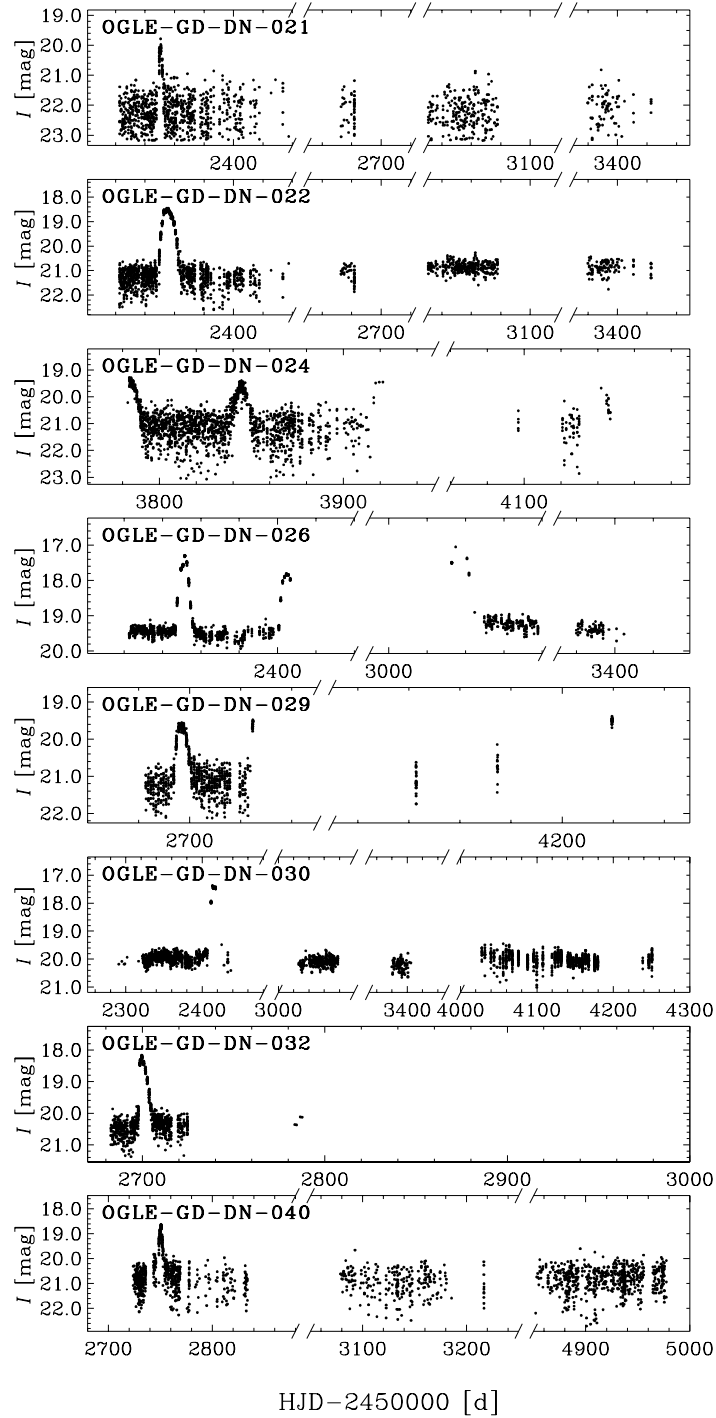 OGLE-GD-DN-021
I [mag]
19.0
20.0
21.0
22.0
23.0
2400 2700 3100 3400
OGLE-GD-DN-022
I [mag]
18.0
19.0
20.0
21.0
22.0
2400 2700 3100 3400
OGLE-GD-DN-024
I [mag]
19.0
20.0
21.0
22.0
23.0
3800 3900 4100
OGLE-GD-DN-026
I [mag]
17.0
18.0
19.0
20.0
2400 3000 3400
OGLE-GD-DN-029
I [mag]
19.0
20.0
21.0
22.0
2700 4200
OGLE-GD-DN-030
I [mag]
17.0
18.0
19.0
20.0
21.0
2300 2400 3000 3400 4000 4100 4200 4300
OGLE-GD-DN-032
I [mag]
18.0
19.0
20.0
21.0
2700 2800 2900 3000
OGLE-GD-DN-040
I [mag]
18.0
19.0
20.0
21.0
22.0
2700 2800 3100 3200 4900 5000
HJD-2450000 [d]